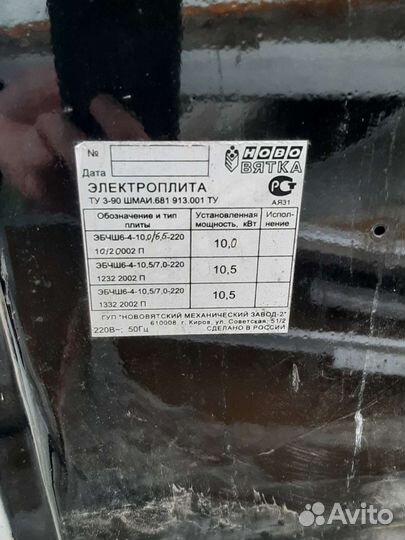 №
НОВО
ВЯТКА
Дата
ЭЛЕКТРОПЛИТА
ТУ 3-90 ШМАИ.681 913.001 ТУ
АЯ31
Обозначение и тип плиты
Установленная мощность, кВт
Испол-
нение
ЭБЧШ6-4-10,0/6,5-220
10/2 0002 П
10,0
ЭБЧШ6-4-10,5/7,0-220
1232 2002 П
10,5
ЭБЧШ6-4-10,5/7,0-220
1332 2002 П
10,5
ГУП "НОВОВЯТСКИЙ МЕХАНИЧЕСКИЙ ЗАВОД-2"
610008 г. Киров, ул. Советская, 51/2
220В~; 50Гц
СДЕЛАНО В РОССИИ
Avito